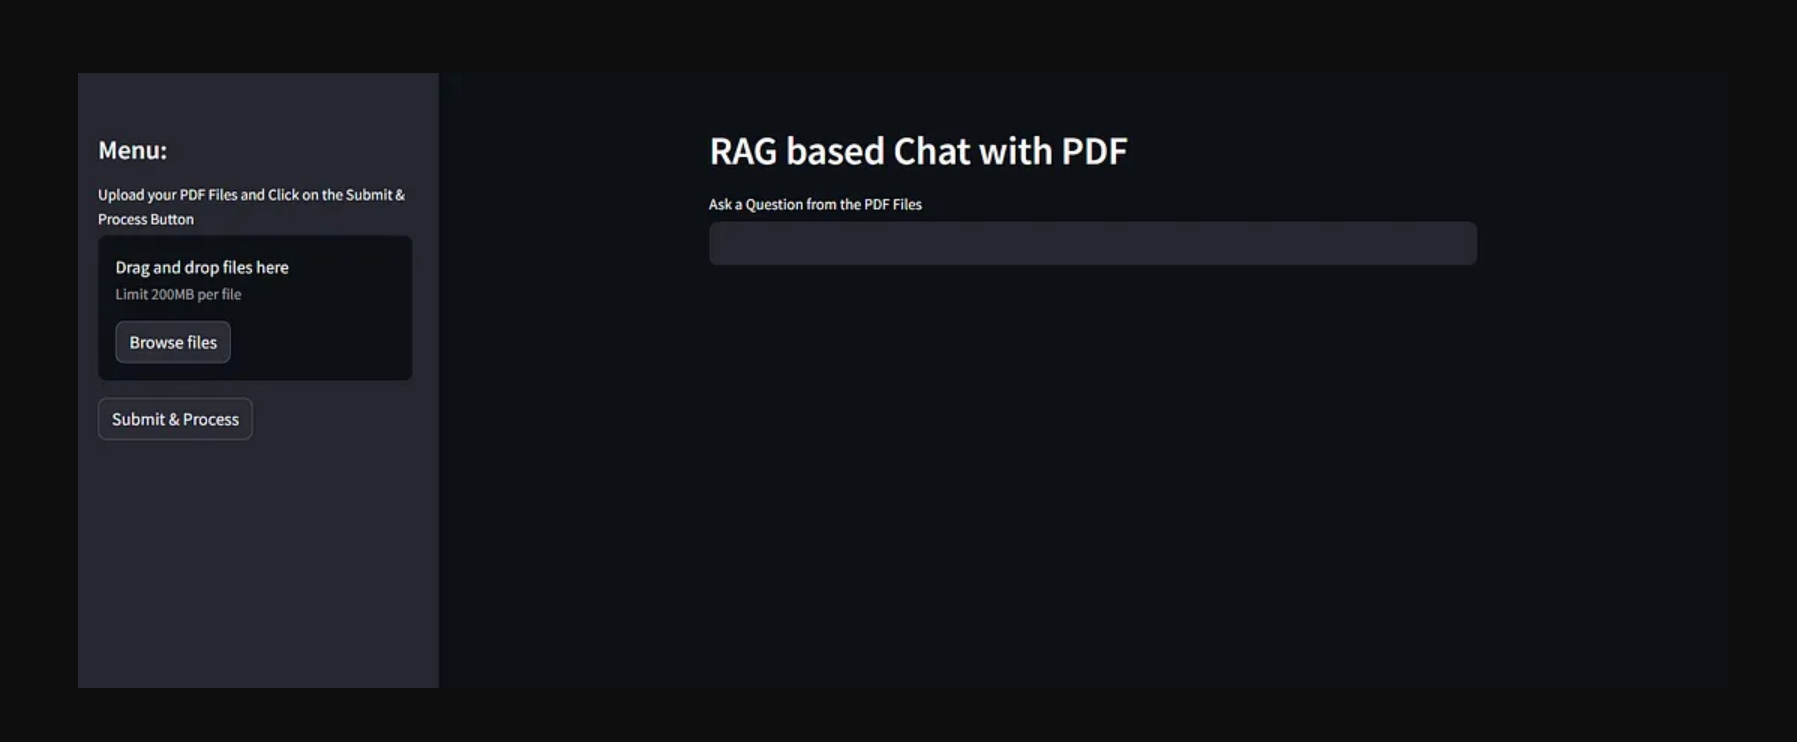 Menu:
Upload your PDF Files and Click on the Submit &
Process Button
Drag and drop files here
Limit 200MB per file
Browse files
Submit & Process
RAG based Chat with PDF
Ask a Question from the PDF Files